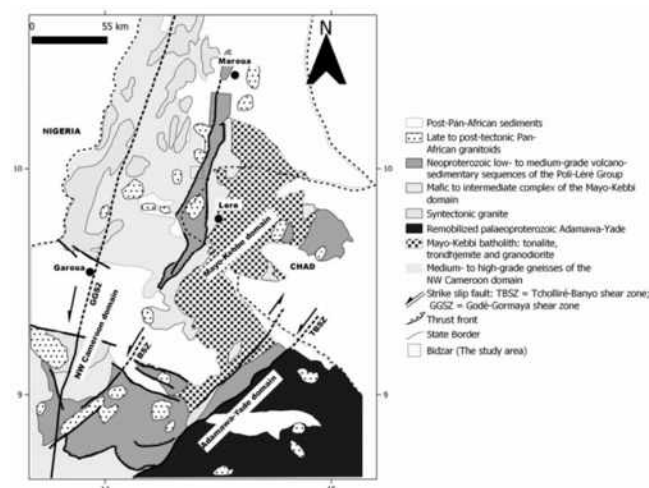 0 55 km
N
Maroua
NIGERIA
10
10
Lere
Mayo-Kebbi domain
CHAD
Garoua
GGSZ
NW Cameroon domain
TBSZ
TBSZ
9
9
Adamawa-Yade domain
Post-Pan-African sediments
Late to post-tectonic Pan-
African granitoids
Neoproterozoic low- to medium-grade volcano-
sedimentary sequences of the Poli-Léré Group
Mafic to intermediate complex of the Mayo-Kebbi
domain
Syntectonic granite
Remobilized palaeoproterozoic Adamawa-Yade
Mayo-Kebbi batholith: tonalite,
trondhjemite and granodiorite
Medium- to high-grade gneisses of the
NW Cameroon domain
Strike slip fault; TBSZ = Tcholliré-Banyo shear zone;
GGSZ = Godé-Gormaya shear zone
Thrust front
State Border
Bidzar (The study area)